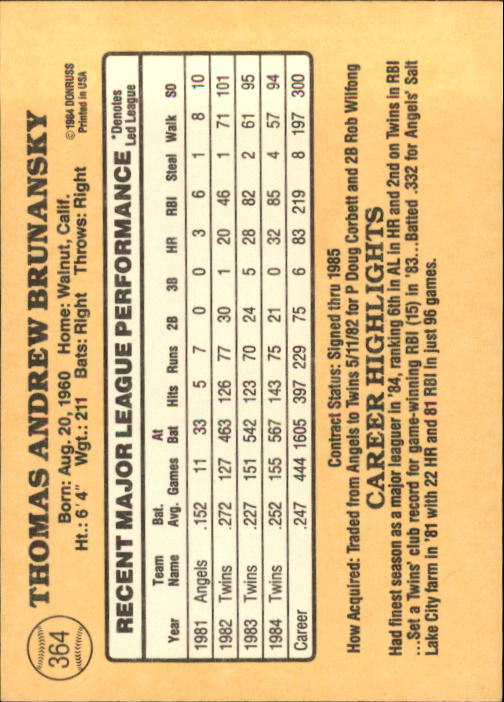 364
THOMAS ANDREW BRUNANSKY
Born: Aug. 20, 1960 Home: Walnut, Calif.
Ht.: 6'4" Wgt.: 211 Bats: Right Throws: Right
© 1984 DONRUSS
Printed in USA
RECENT MAJOR LEAGUE PERFORMANCE *Denotes Led League
Year Team Name Bat. Avg. Games At Bat Hits Runs 2B 3B HR RBI Steal Walk SO
1981 Angels .152 11 33 5 7 0 0 3 6 1 8 10
1982 Twins .272 127 463 126 77 30 1 20 46 1 71 101
1983 Twins .227 151 542 123 70 24 5 28 82 2 61 95
1984 Twins .252 155 567 143 75 21 0 32 85 4 57 94
Career .247 444 1605 397 229 75 6 83 219 8 197 300
Contract Status: Signed thru 1985
How Acquired: Traded from Angels to Twins 5/11/82 for P Doug Corbett and 2B Rob Wilfong
CAREER HIGHLIGHTS
Had finest season as a major leaguer in '84, ranking 6th in AL in HR and 2nd on Twins in RBI
...Set a Twins' club record for game-winning RBI (15) in '83...Batted .332 for Angels' Salt
Lake City farm in '81 with 22 HR and 81 RBI in just 96 games.